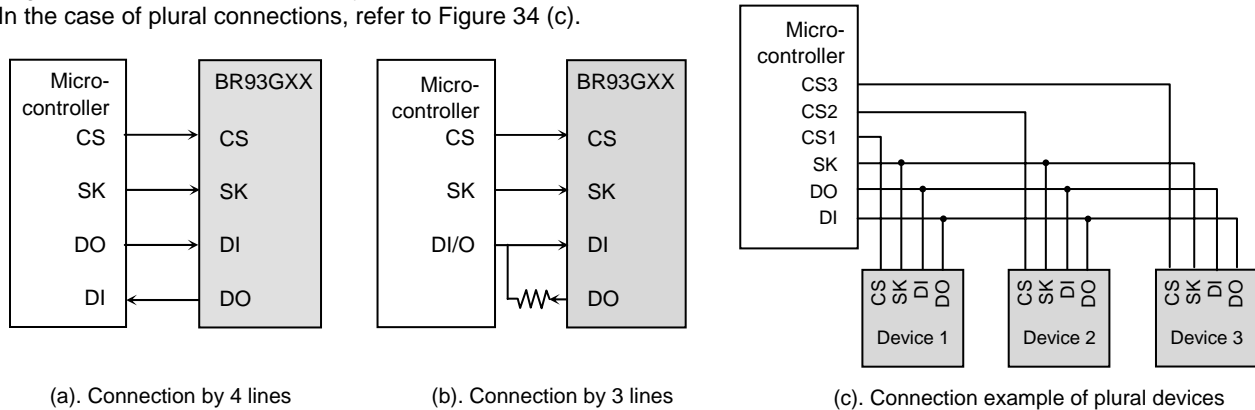 In the case of plural connections, refer to Figure 34 (c).
Micro-
controller
CS
SK
DO
DI
BR93GXX
CS
SK
DI
DO
(a). Connection by 4 lines
Micro-
controller
CS
SK
DI/O
BR93GXX
CS
SK
DI
DO
(b). Connection by 3 lines
Micro-
controller
CS3
CS2
CS1
SK
DO
DI
CS
SK
DI
DO
Device 1
CS
SK
DI
DO
Device 2
CS
SK
DI
DO
Device 3
(c). Connection example of plural devices